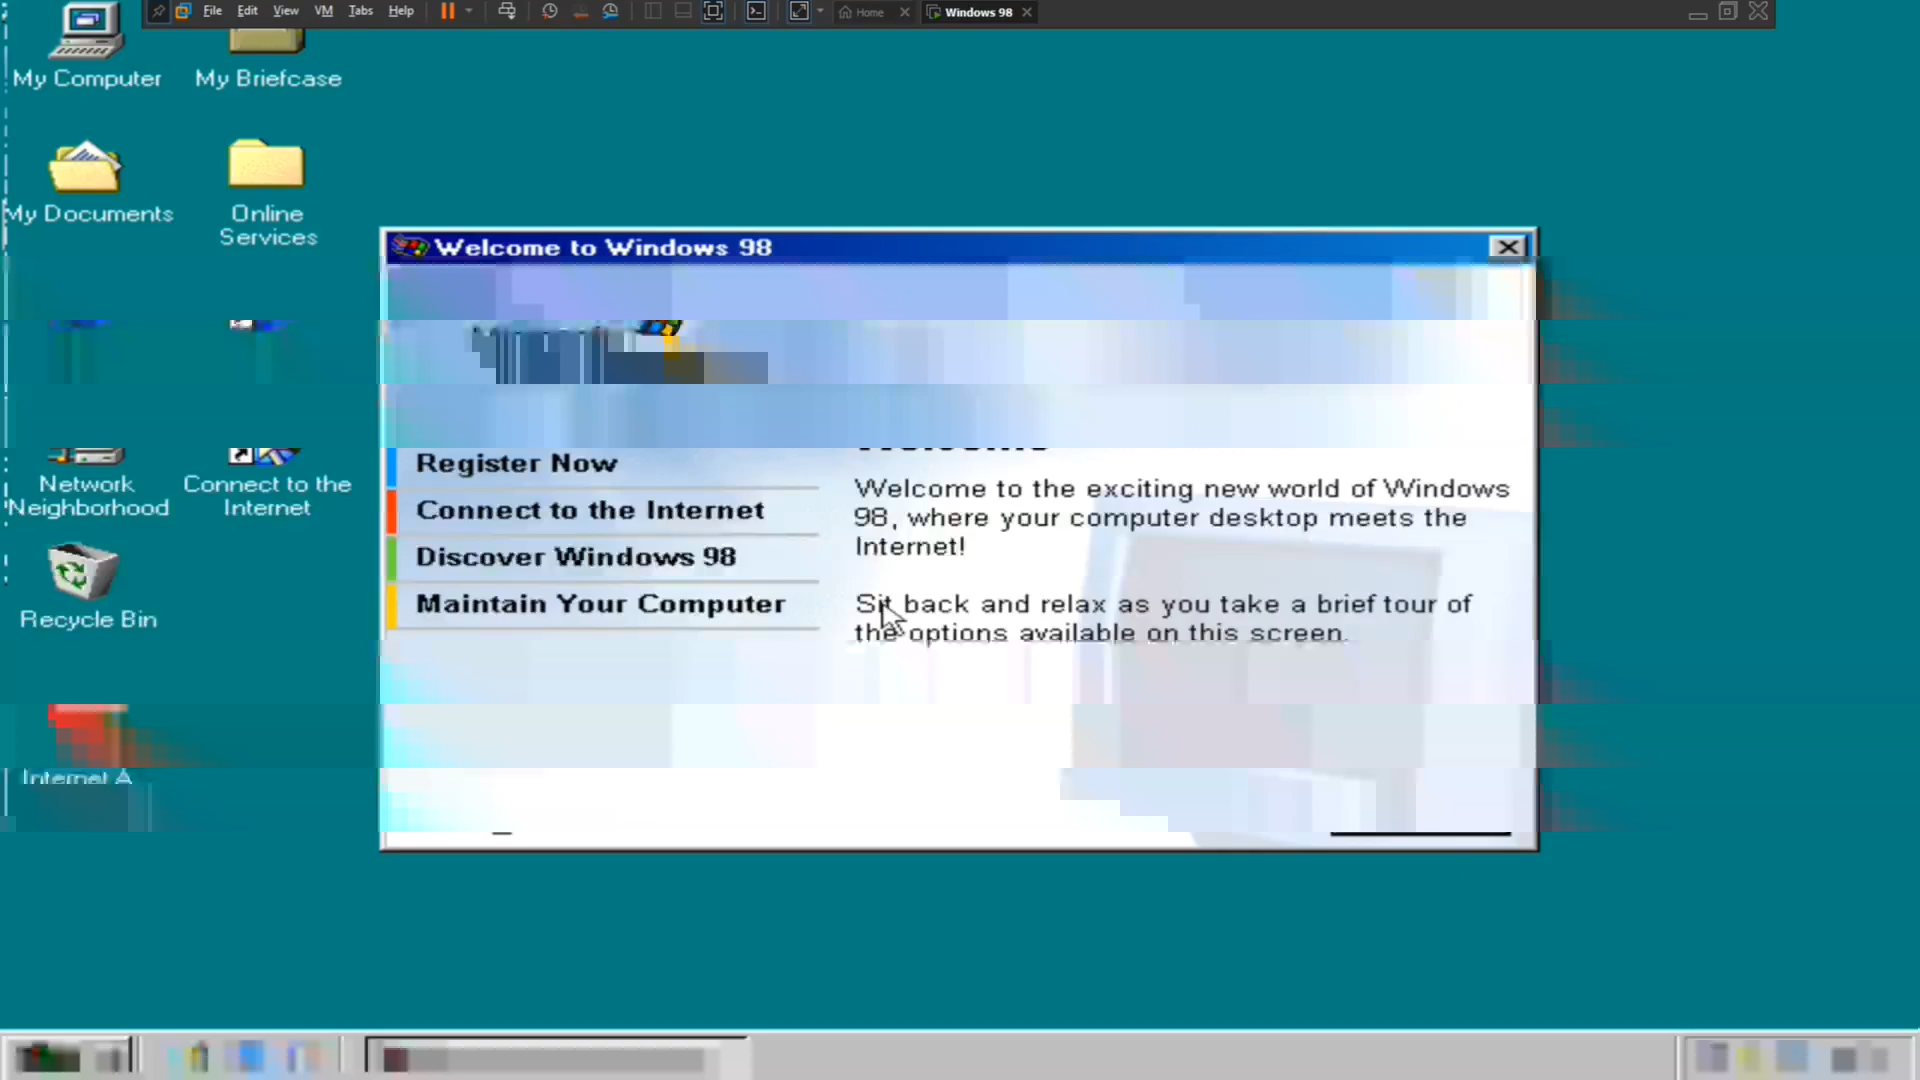 File Edit View VM Tabs Help Home Windows 98
My Computer
My Briefcase
My Documents
Online
Services
Network
Neighborhood
Connect to the
Internet
Recycle Bin
Internet A
Welcome to Windows 98
Register Now
Connect to the Internet
Discover Windows 98
Maintain Your Computer
Welcome to the exciting new world of Windows
98, where your computer desktop meets the
Internet!
Sit back and relax as you take a brief tour of
the options available on this screen.